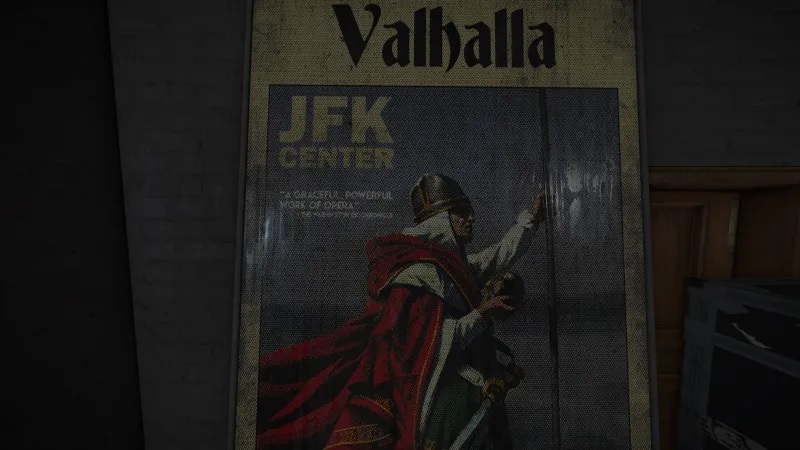 Valhalla
JFK
CENTER
"A GRACEFUL, POWERFUL
WORK OF OPERA"